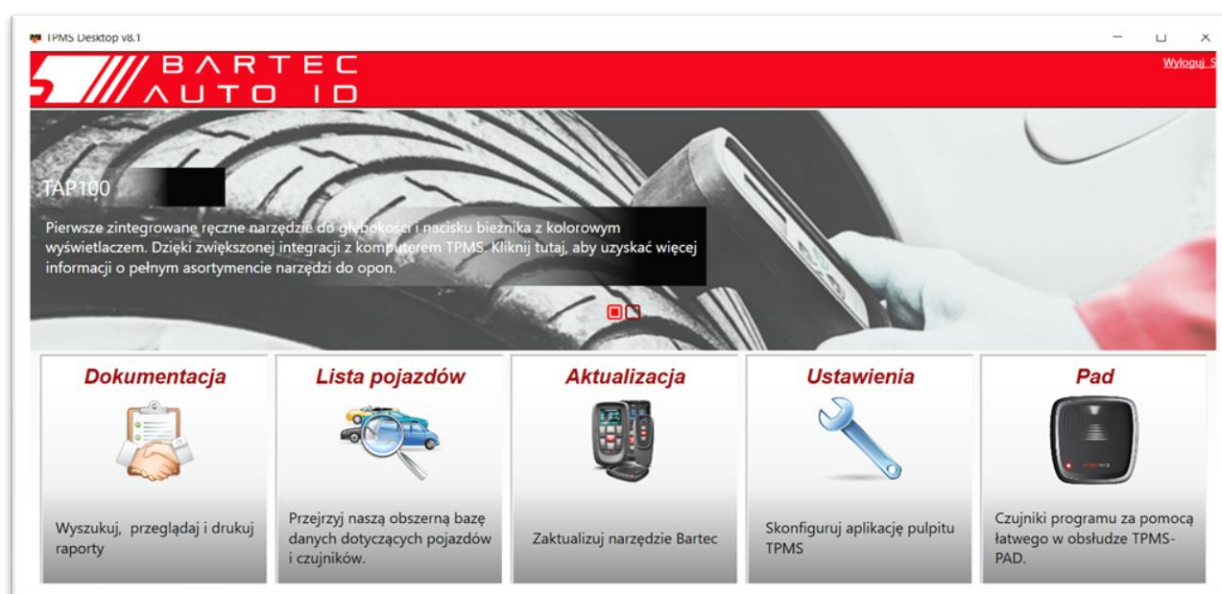 TPMS Desktop v8.1
BARTEC
AUTO ID
Wyloguj
TAP100
Pierwsze zintegrowane ręczne narzędzie do głębokości i nacisku bieżnika z kolorowym
wyświetlaczem. Dzięki zwiększonej integracji z komputerem TPMS. Kliknij tutaj, aby uzyskać więcej
informacji o pełnym asortymencie narzędzi do opon.
Dokumentacja
Wyszukuj, przeglądaj i drukuj
raporty
Lista pojazdów
Przejrzyj naszą obszerną bazę
danych dotyczących pojazdów
i czujników.
Aktualizacja
Zaktualizuj narzędzie Bartec
Ustawienia
Skonfiguruj aplikację pulpitu
TPMS
Pad
Czujniki programu za pomocą
łatwego w obsłudze TPMS-
PAD.